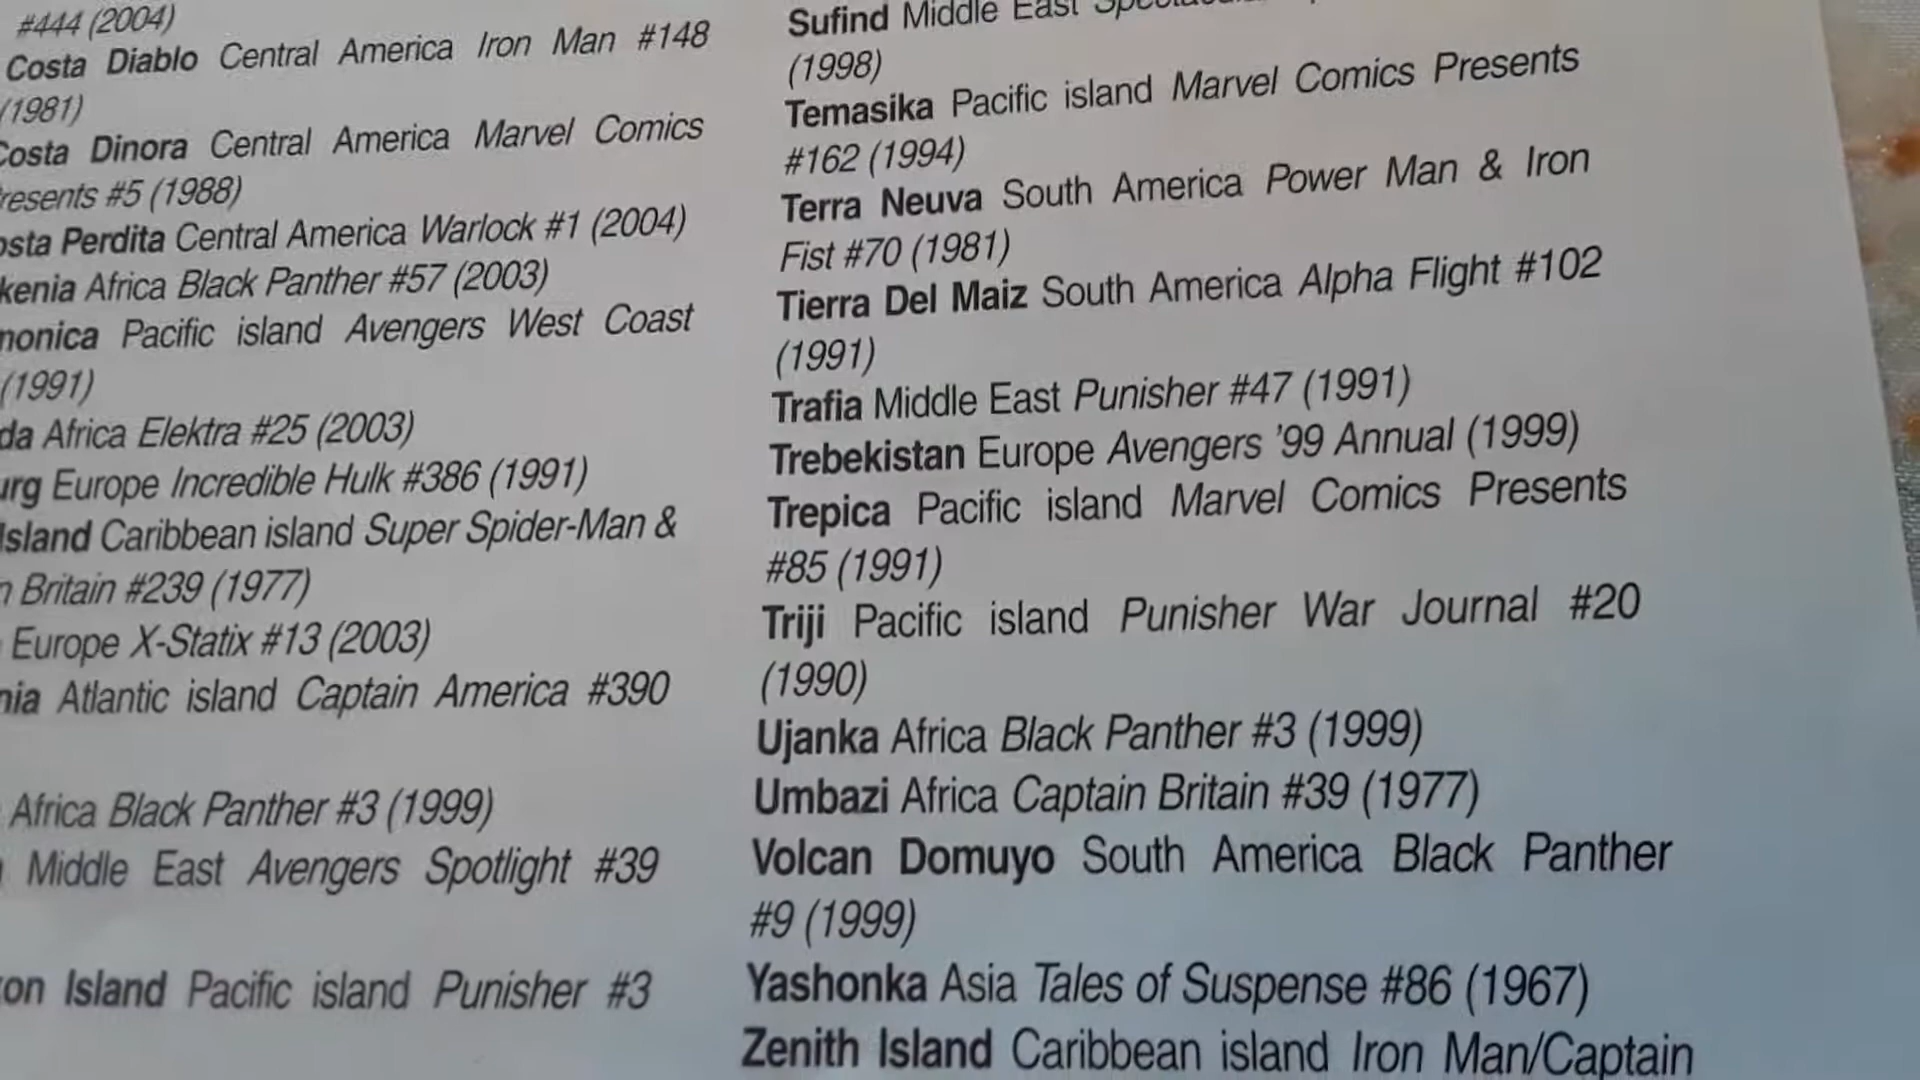 #444 (2004)
Costa Diablo Central America Iron Man #148
(1981)
Costa Dinora Central America Marvel Comics
Presents #5 (1988)
Perdita Central America Warlock #1 (2004)
Africa Black Panther #57 (2003)
Pacific island Avengers West Coast
(1991)
Africa Elektra #25 (2003)
Europe Incredible Hulk #386 (1991)
Island Caribbean island Super Spider-Man &
Britain #239 (1977)
Europe X-Statix #13 (2003)
Atlantic island Captain America #390
Africa Black Panther #3 (1999)
Middle East Avengers Spotlight #39
Island Pacific island Punisher #3
Sufind Middle East
(1998)
Temasika Pacific island Marvel Comics Presents
#162 (1994)
Terra Neuva South America Power Man & Iron
Fist #70 (1981)
Tierra Del Maiz South America Alpha Flight #102
(1991)
Trafia Middle East Punisher #47 (1991)
Trebekistan Europe Avengers '99 Annual (1999)
Trepica Pacific island Marvel Comics Presents
#85 (1991)
Triji Pacific island Punisher War Journal #20
(1990)
Ujanka Africa Black Panther #3 (1999)
Umbazi Africa Captain Britain #39 (1977)
Volcan Domuyo South America Black Panther
#9 (1999)
Yashonka Asia Tales of Suspense #86 (1967)
Zenith Island Caribbean island Iron Man/Captain